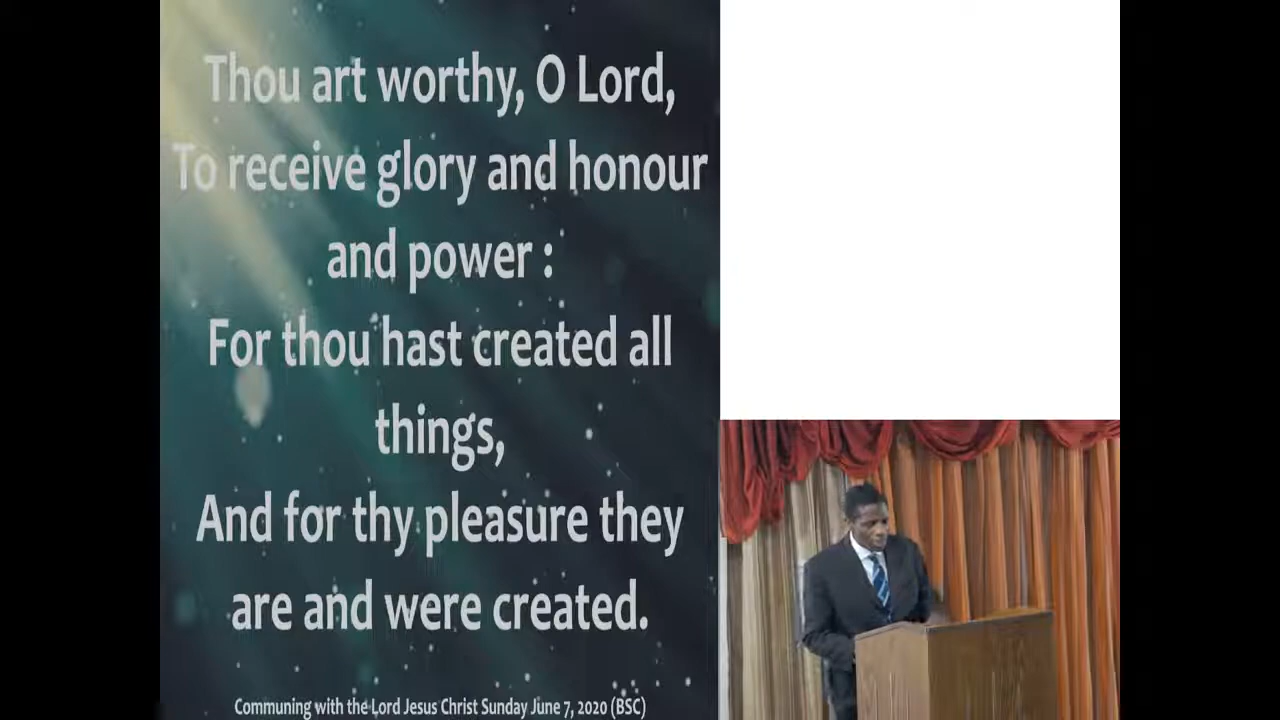 Thou art worthy, O Lord,
To receive glory and honour
and power :
For thou hast created all
things,
And for thy pleasure they
are and were created.
Communing with the Lord Jesus Christ Sunday June 7, 2020 (BSC)